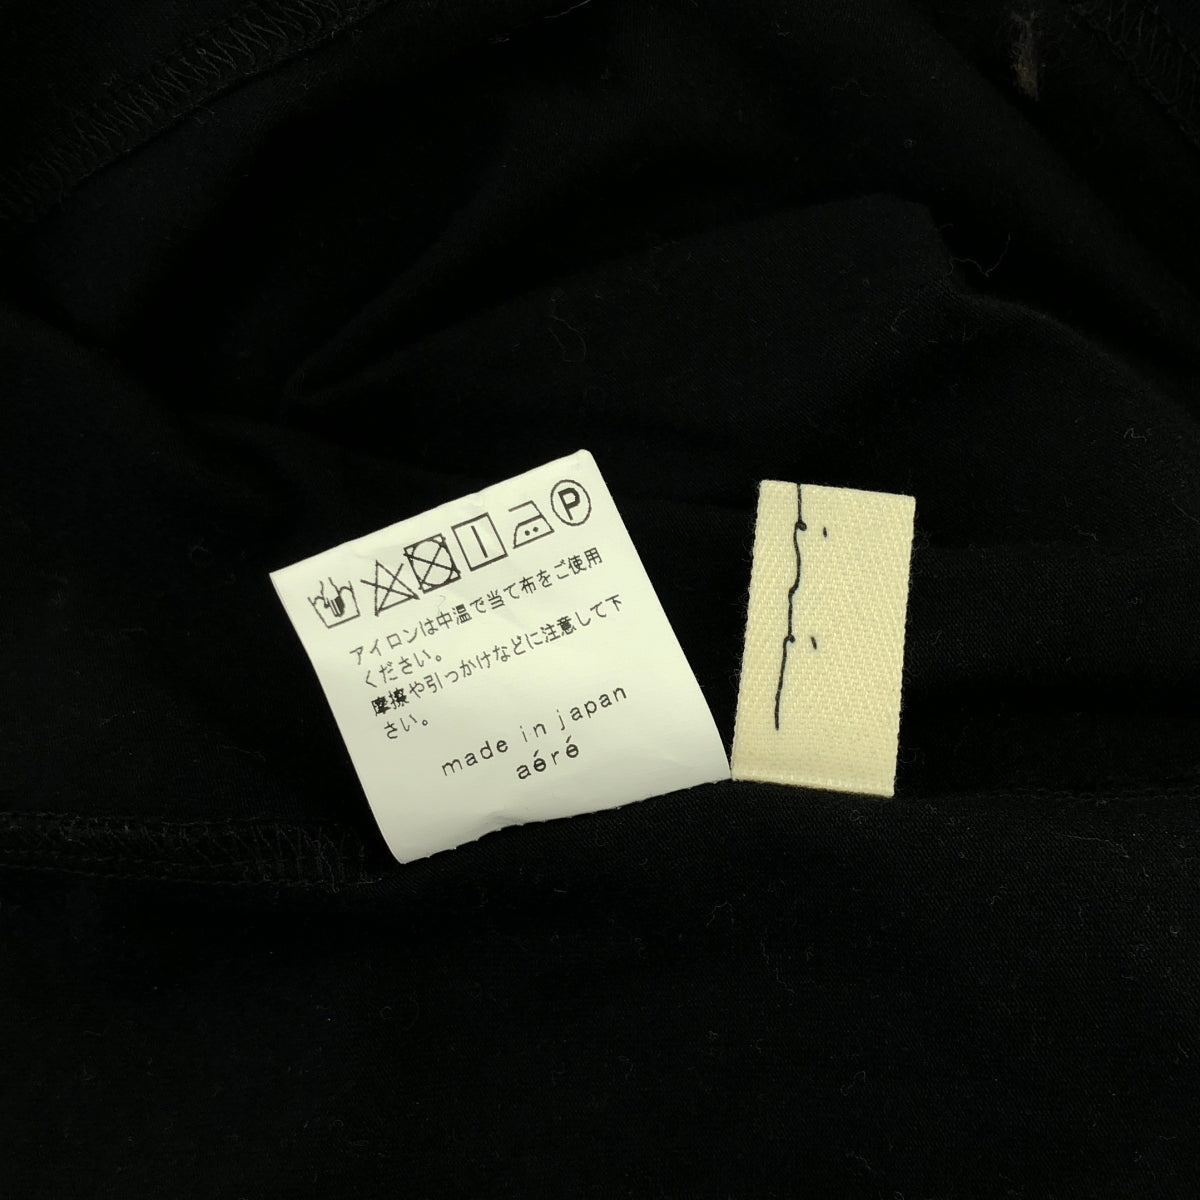 P
アイロンは中温で当て布をご使用
ください。
摩擦や引っかけなどに注意して下
さい。
made in japan
aéré